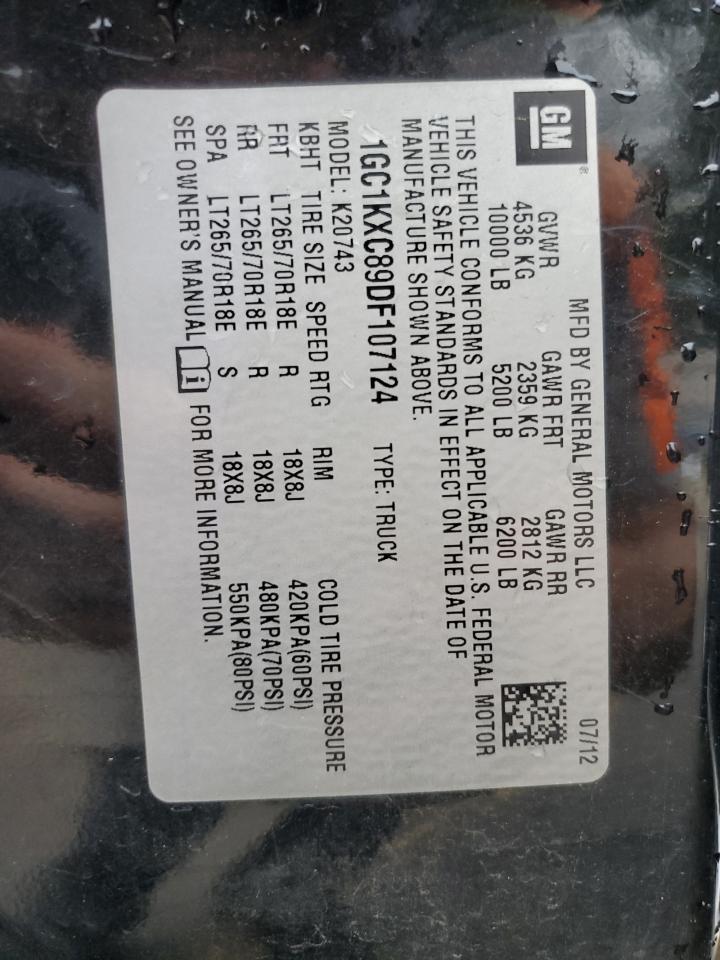 GM®
MFD BY GENERAL MOTORS LLC 07/12
GVWR GAWR FRT GAWR RR
4536 KG 2359 KG 2812 KG
10000 LB 5200 LB 6200 LB
THIS VEHICLE CONFORMS TO ALL APPLICABLE U.S. FEDERAL MOTOR
VEHICLE SAFETY STANDARDS IN EFFECT ON THE DATE OF
MANUFACTURE SHOWN ABOVE.
1GC1KXC89DF107124 TYPE: TRUCK
MODEL: K20743
KBHT TIRE SIZE SPEED RTG RIM COLD TIRE PRESSURE
FRT LT265/70R18E R 18X8J 420KPA(60PSI)
RR LT265/70R18E R 18X8J 480KPA(70PSI)
SPA LT265/70R18E S 18X8J 550KPA(80PSI)
SEE OWNER'S MANUAL i FOR MORE INFORMATION.